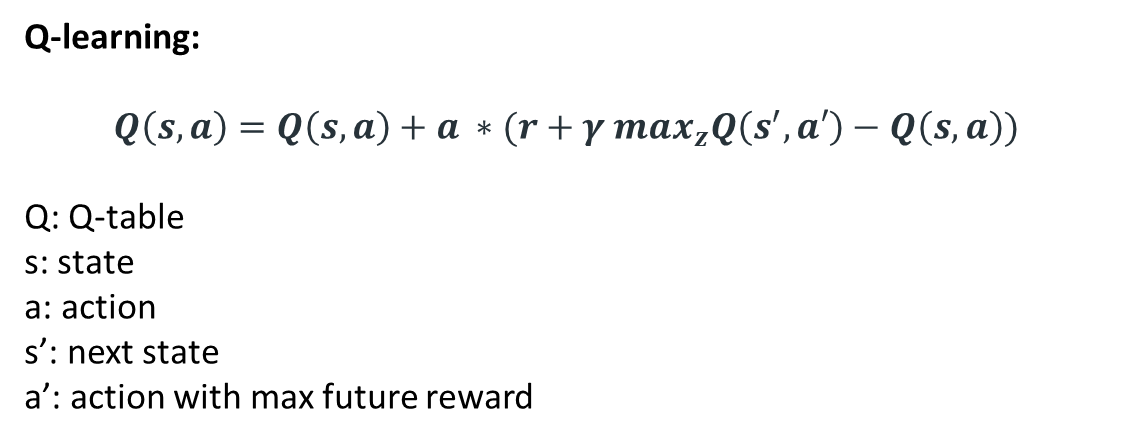 Q-learning:
Q(s, a) = Q(s, a) + a * (r + γ max_z Q(s′, a′) − Q(s, a))
Q: Q-table
s: state
a: action
s’: next state
a’: action with max future reward